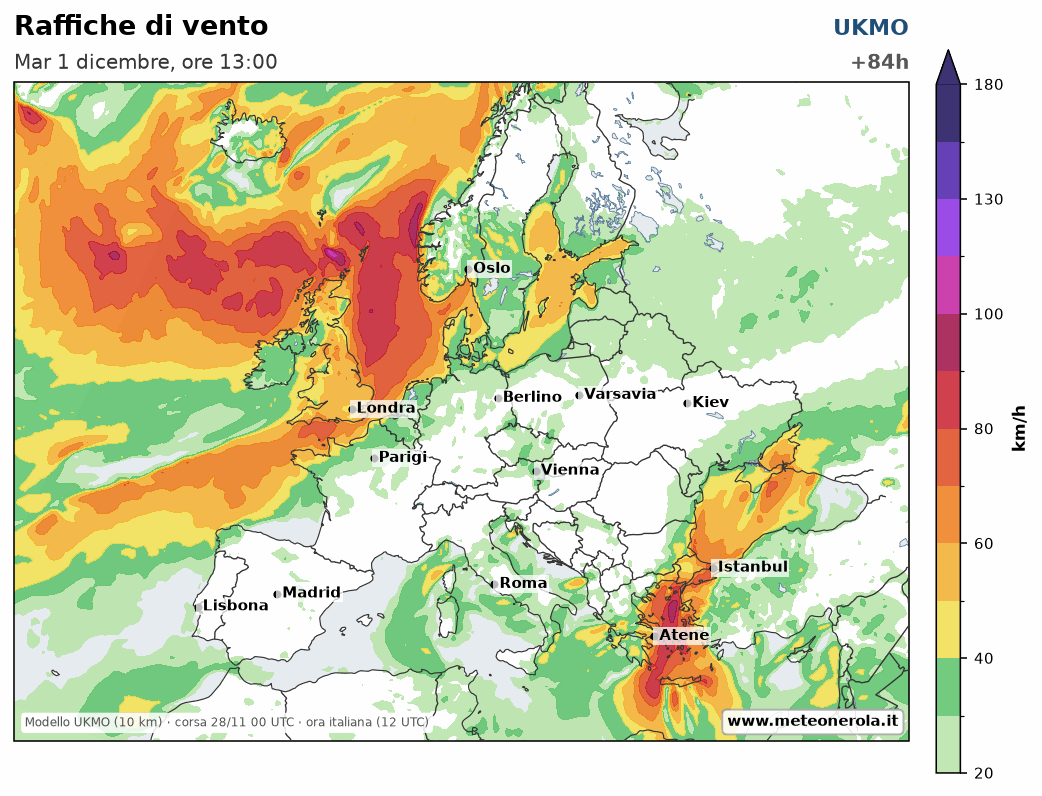 Raffiche di vento
UKMO
Mar 1 dicembre, ore 13:00
+84h
180
130
100
80
60
40
20
km/h
Oslo
Berlino
Varsavia
Kiev
Londra
Parigi
Vienna
Istanbul
Roma
Madrid
Lisbona
Atene
Modello UKMO (10 km) · corsa 28/11 00 UTC · ora italiana (12 UTC)
www.meteonerola.it